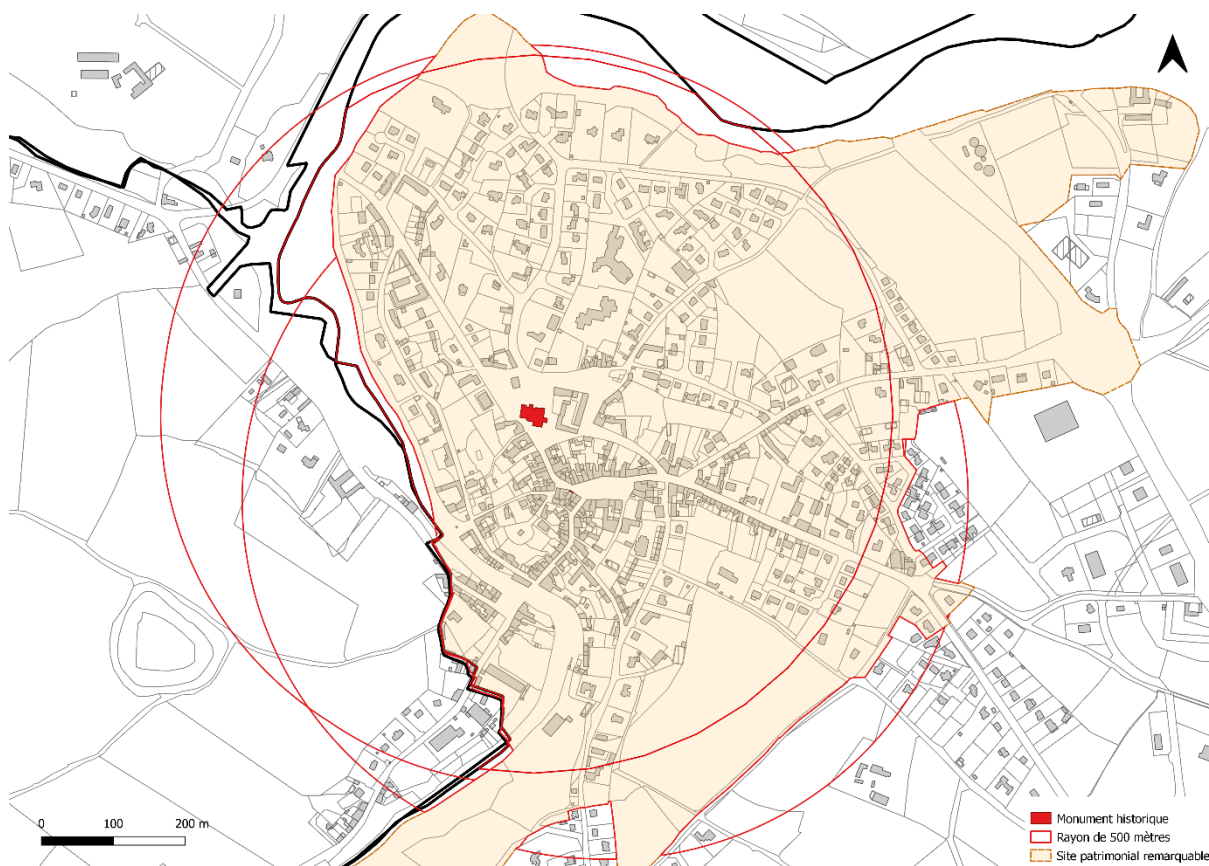 0 100 200 m
Monument historique
Rayon de 500 mètres
Site patrimonial remarquable